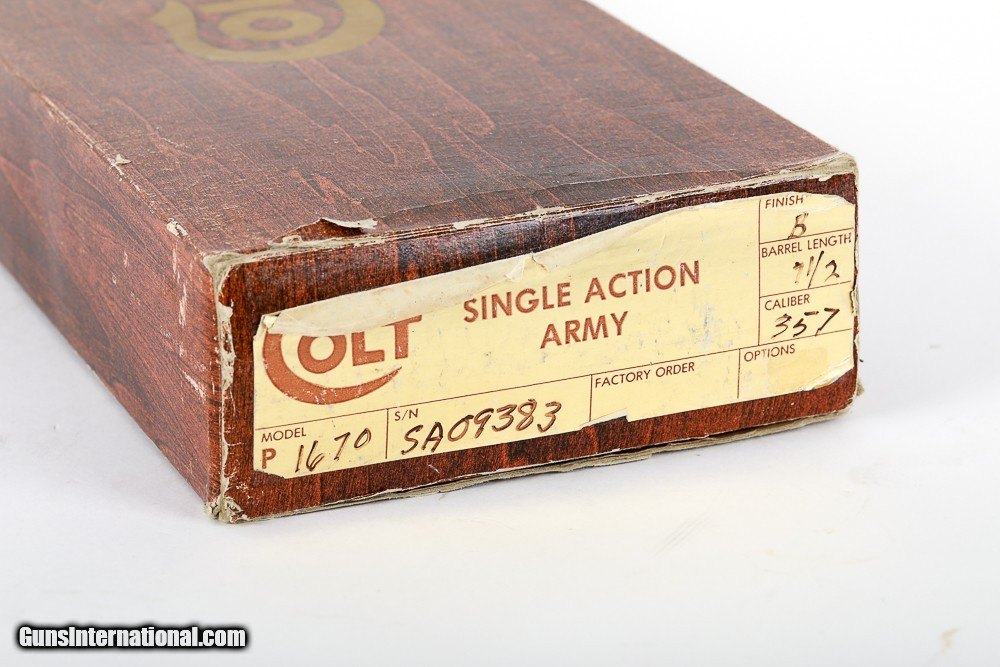 COLT
COLT
SINGLE ACTION
ARMY
FINISH B
BARREL LENGTH
7 1/2
CALIBER
357
MODEL
P 1670
S/N
SA09383
FACTORY ORDER
OPTIONS
GunsInternational.com